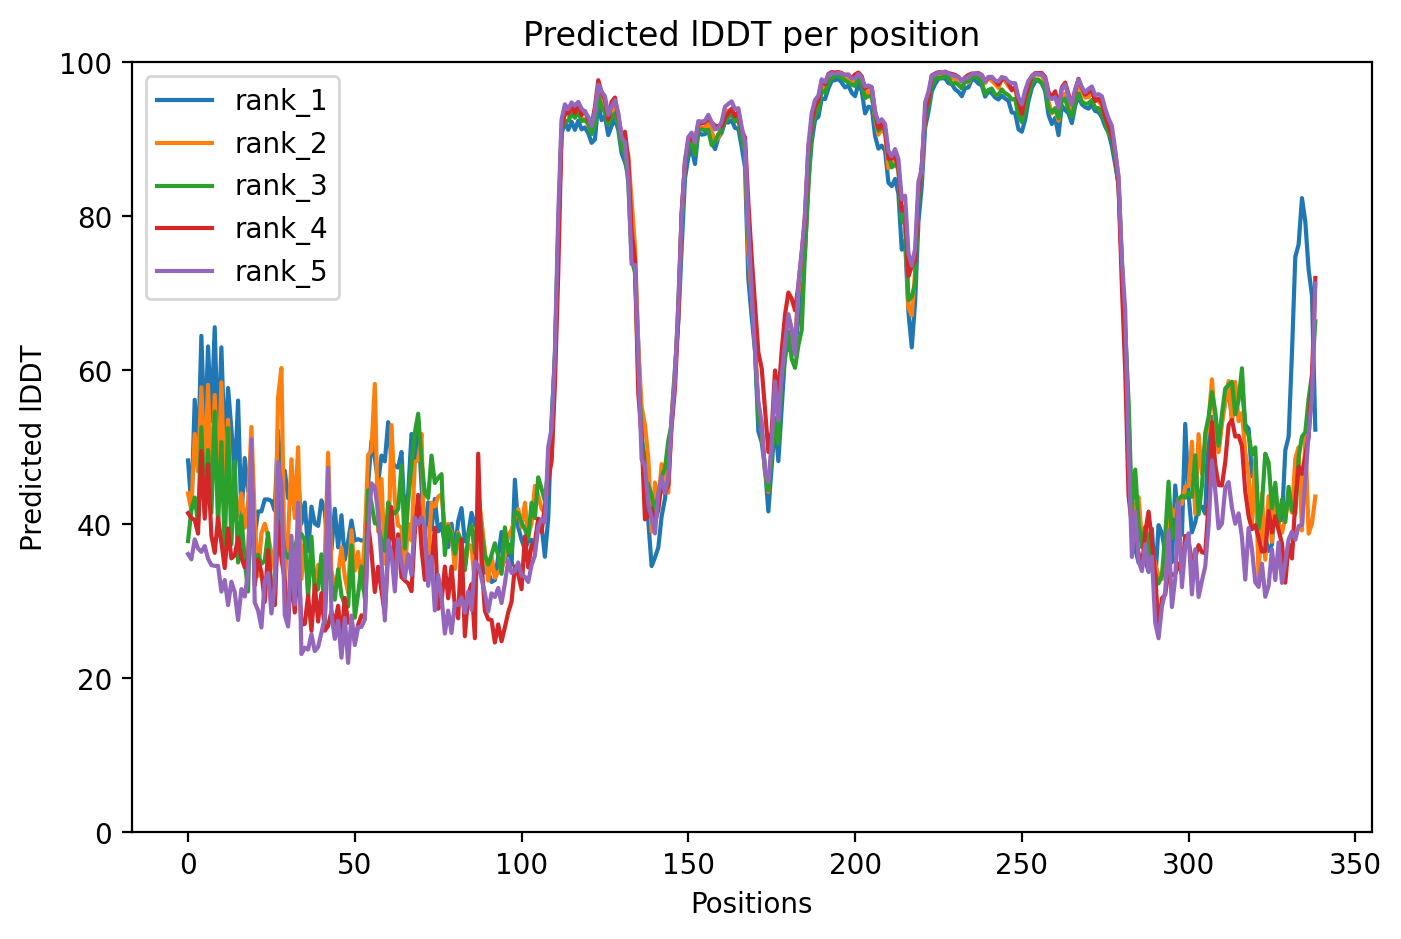 Predicted lDDT per position
100
80
60
40
20
0
Predicted lDDT
rank_1
rank_2
rank_3
rank_4
rank_5
0 50 100 150 200 250 300 350
Positions